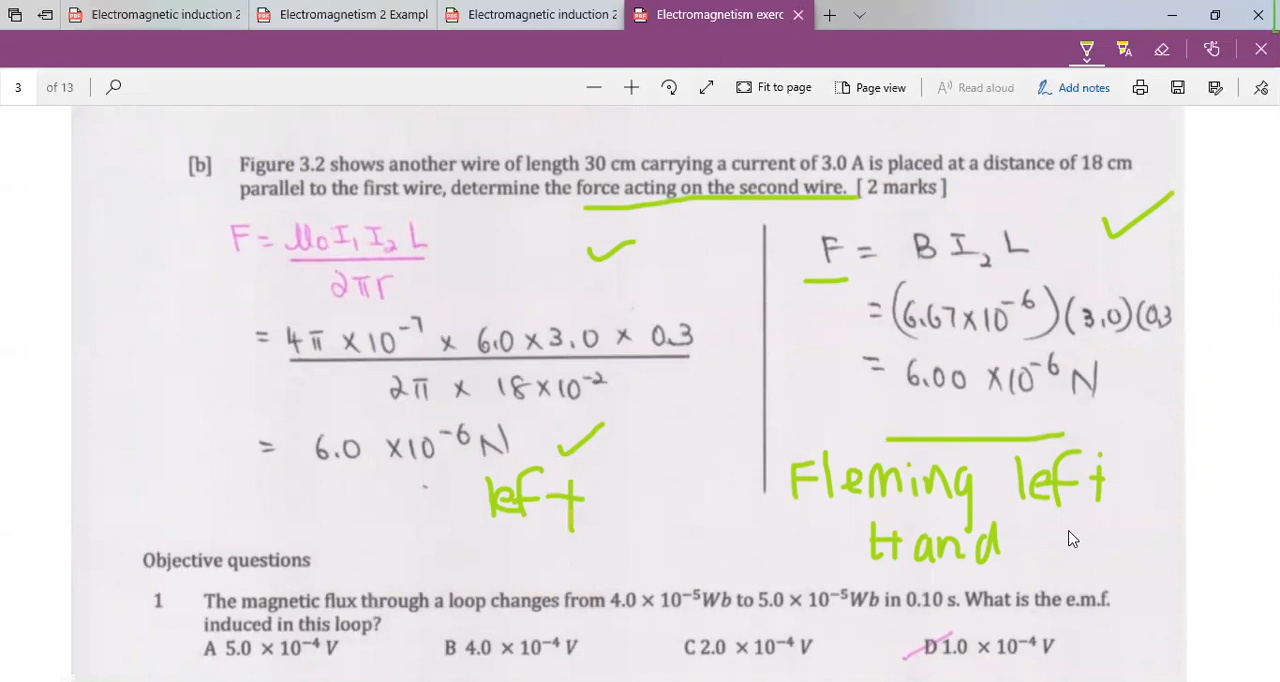 Electromagnetic induction 2
Electromagnetism 2 Exampl
Electromagnetic induction 2
Electromagnetism exerc
3 of 13
Fit to page
Page view
Read aloud
Add notes
[b] Figure 3.2 shows another wire of length 30 cm carrying a current of 3.0 A is placed at a distance of 18 cm
parallel to the first wire, determine the force acting on the second wire. [ 2 marks ]
F = μ₀ I₁ I₂ L
2πr
= 4π × 10⁻⁷ × 6.0 × 3.0 × 0.3
2π × 18×10⁻²
= 6.0 ×10⁻⁶ N
left
F = B I₂ L
= (6.67×10⁻⁶)(3.0)(0.3
= 6.00 ×10⁻⁶ N
Fleming left
Hand
Objective questions
1 The magnetic flux through a loop changes from 4.0 × 10⁻⁵Wb to 5.0 × 10⁻⁵Wb in 0.10 s. What is the e.m.f.
induced in this loop?
A 5.0 × 10⁻⁴ V B 4.0 × 10⁻⁴ V C 2.0 × 10⁻⁴ V D 1.0 × 10⁻⁴ V